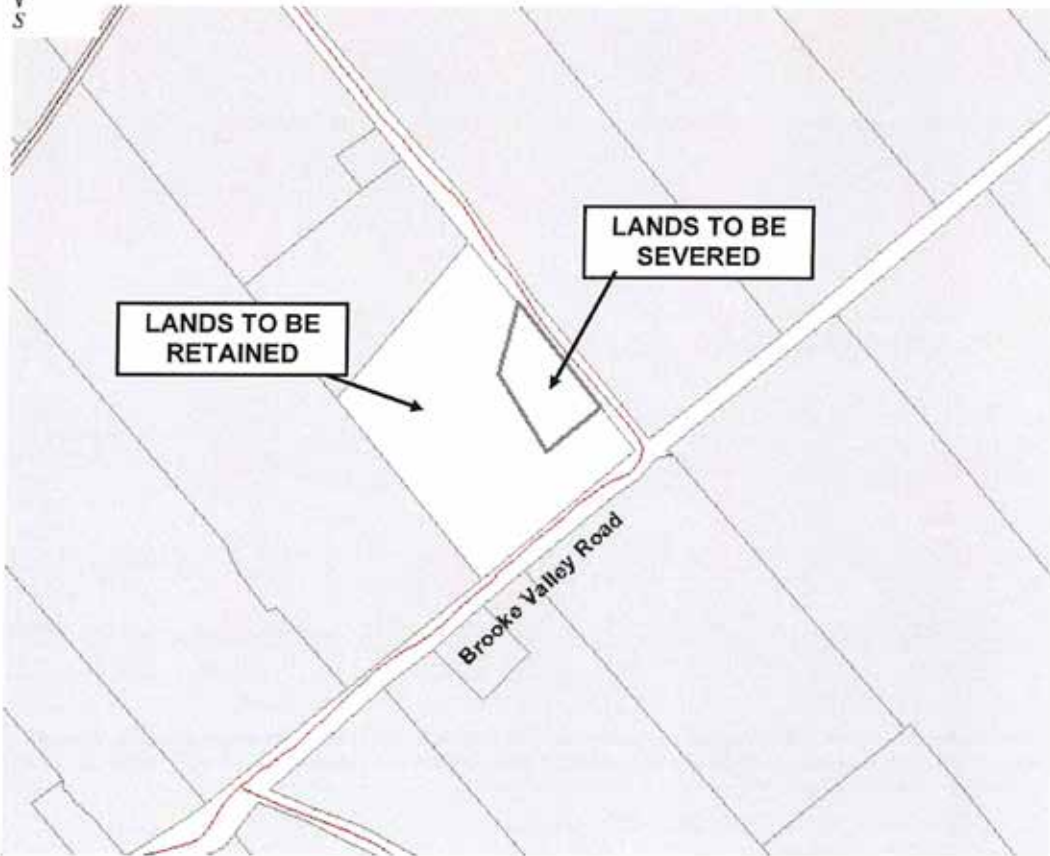 S
LANDS TO BE
SEVERED
LANDS TO BE
RETAINED
Brooke Valley Road